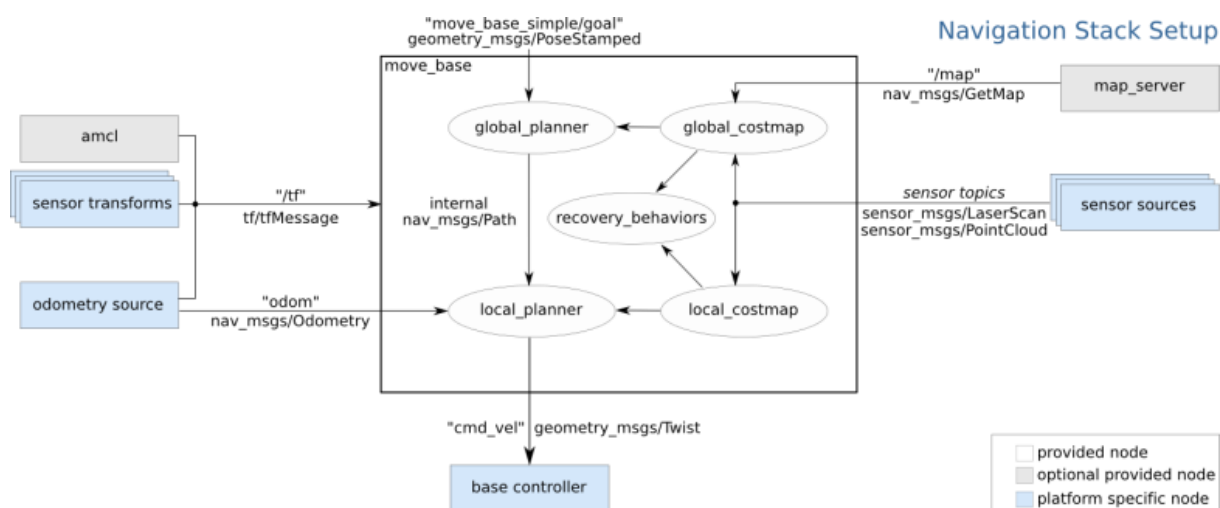 Navigation Stack Setup
"move_base_simple/goal"
geometry_msgs/PoseStamped
move_base
"/map"
nav_msgs/GetMap
map_server
amcl
global_planner
global_costmap
sensor transforms
"/tf"
tf/tfMessage
internal
nav_msgs/Path
recovery_behaviors
sensor topics
sensor_msgs/LaserScan
sensor_msgs/PointCloud
sensor sources
odometry source
"odom"
nav_msgs/Odometry
local_planner
local_costmap
"cmd_vel"
geometry_msgs/Twist
base controller
provided node
optional provided node
platform specific node